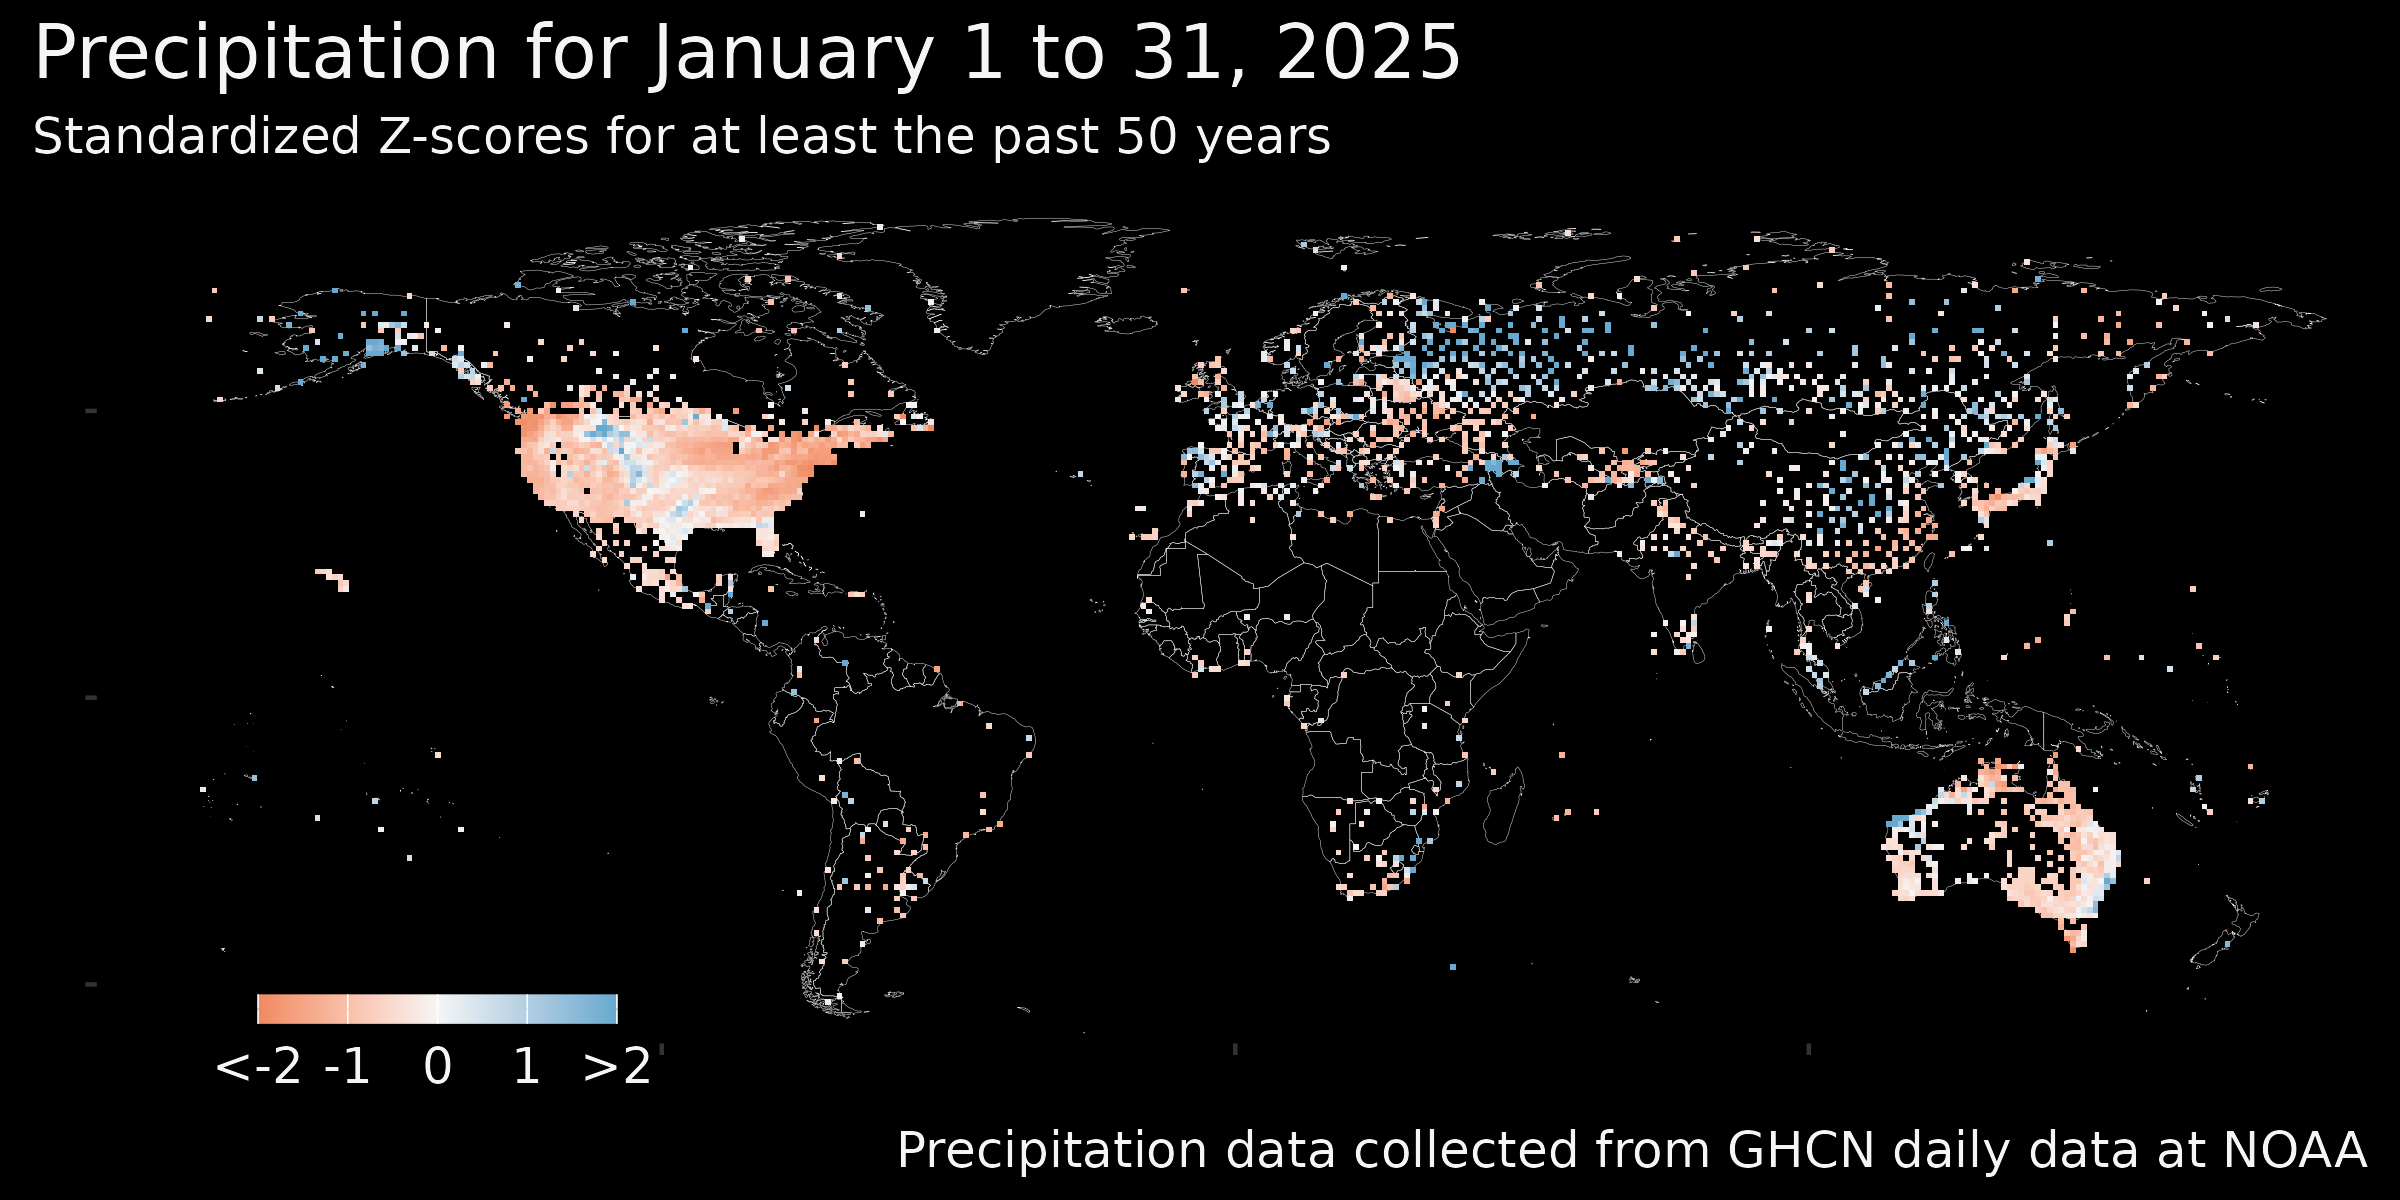 Precipitation for January 1 to 31, 2025
Standardized Z-scores for at least the past 50 years
<-2 -1 0 1 >2
Precipitation data collected from GHCN daily data at NOAA